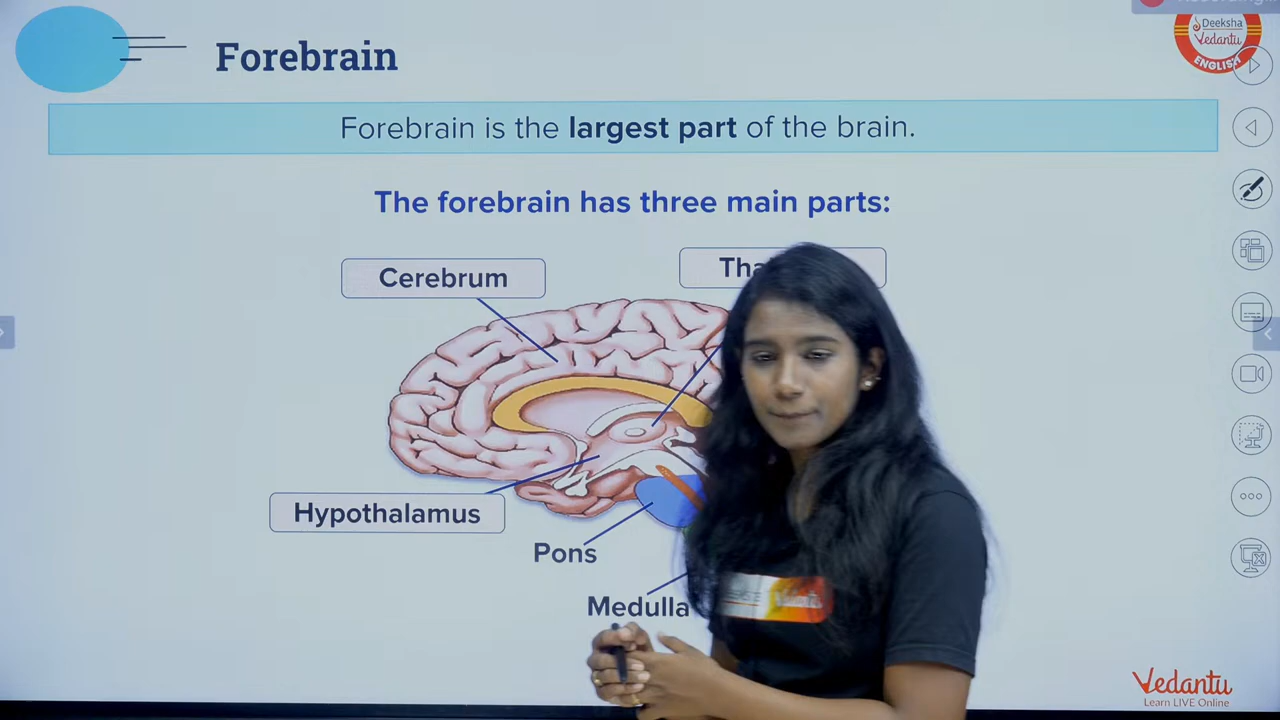 Forebrain
Deeksha
Vedantu
ENGLISH
Forebrain is the largest part of the brain.
The forebrain has three main parts:
Cerebrum
Hypothalamus
Pons
Medulla
Vedantu
Learn LIVE Online